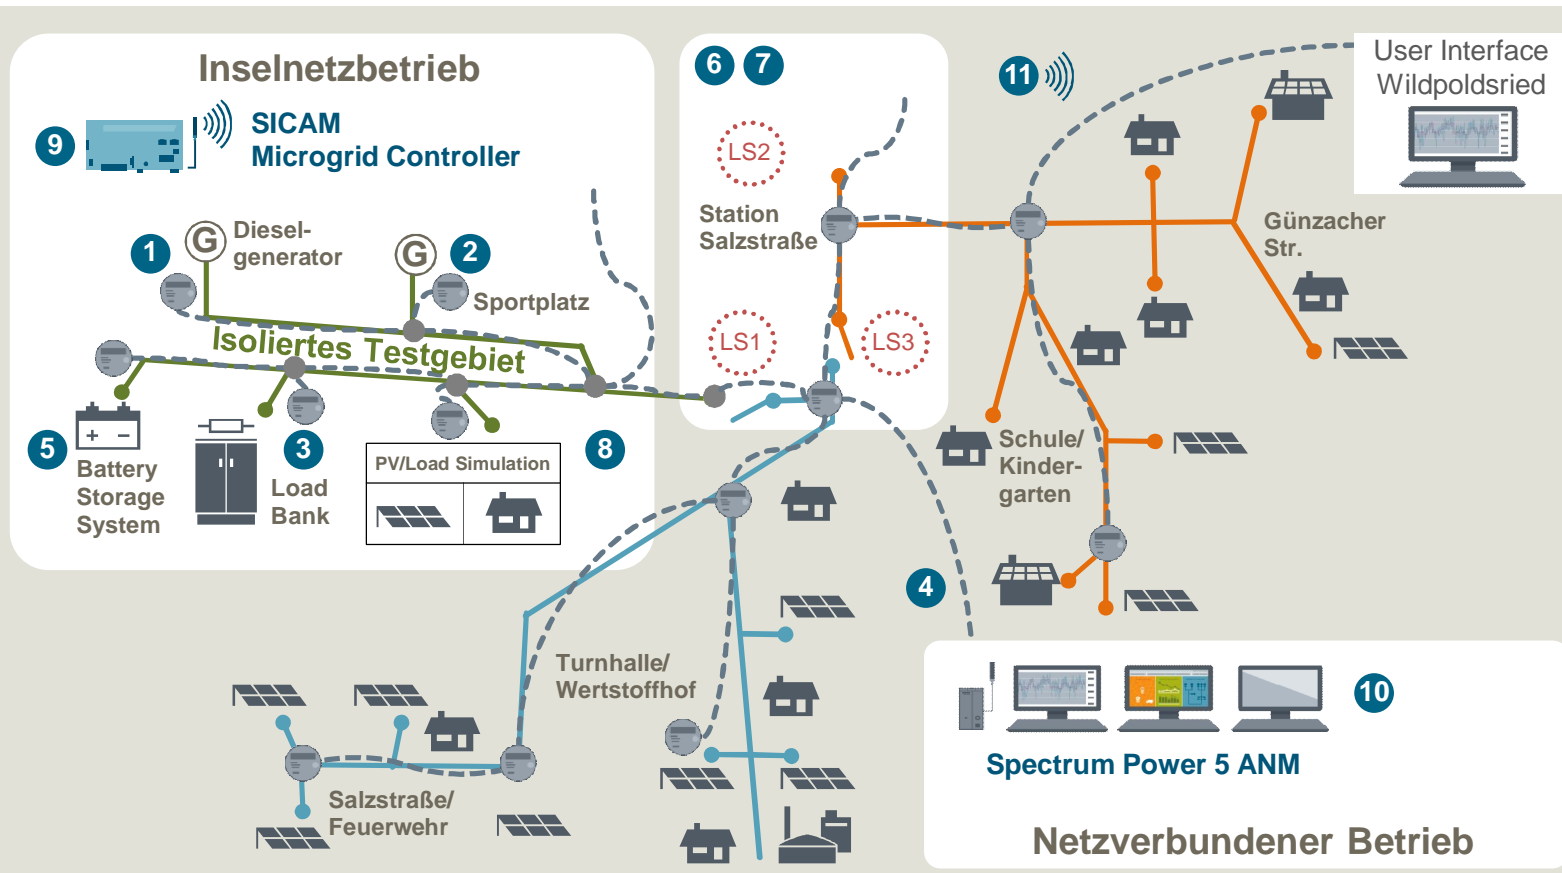 Inselnetzbetrieb
9
SICAM
Microgrid Controller
1
G
Diesel-
generator
G
2
Sportplatz
Isoliertes Testgebiet
5
Battery
Storage
System
3
Load
Bank
PV/Load Simulation
8
6
7
LS2
Station
Salzstraße
LS1
LS3
11
User Interface
Wildpoldsried
Günzacher
Str.
Schule/
Kinder-
garten
4
Turnhalle/
Wertstoffhof
Salzstraße/
Feuerwehr
10
Spectrum Power 5 ANM
Netzverbundener Betrieb